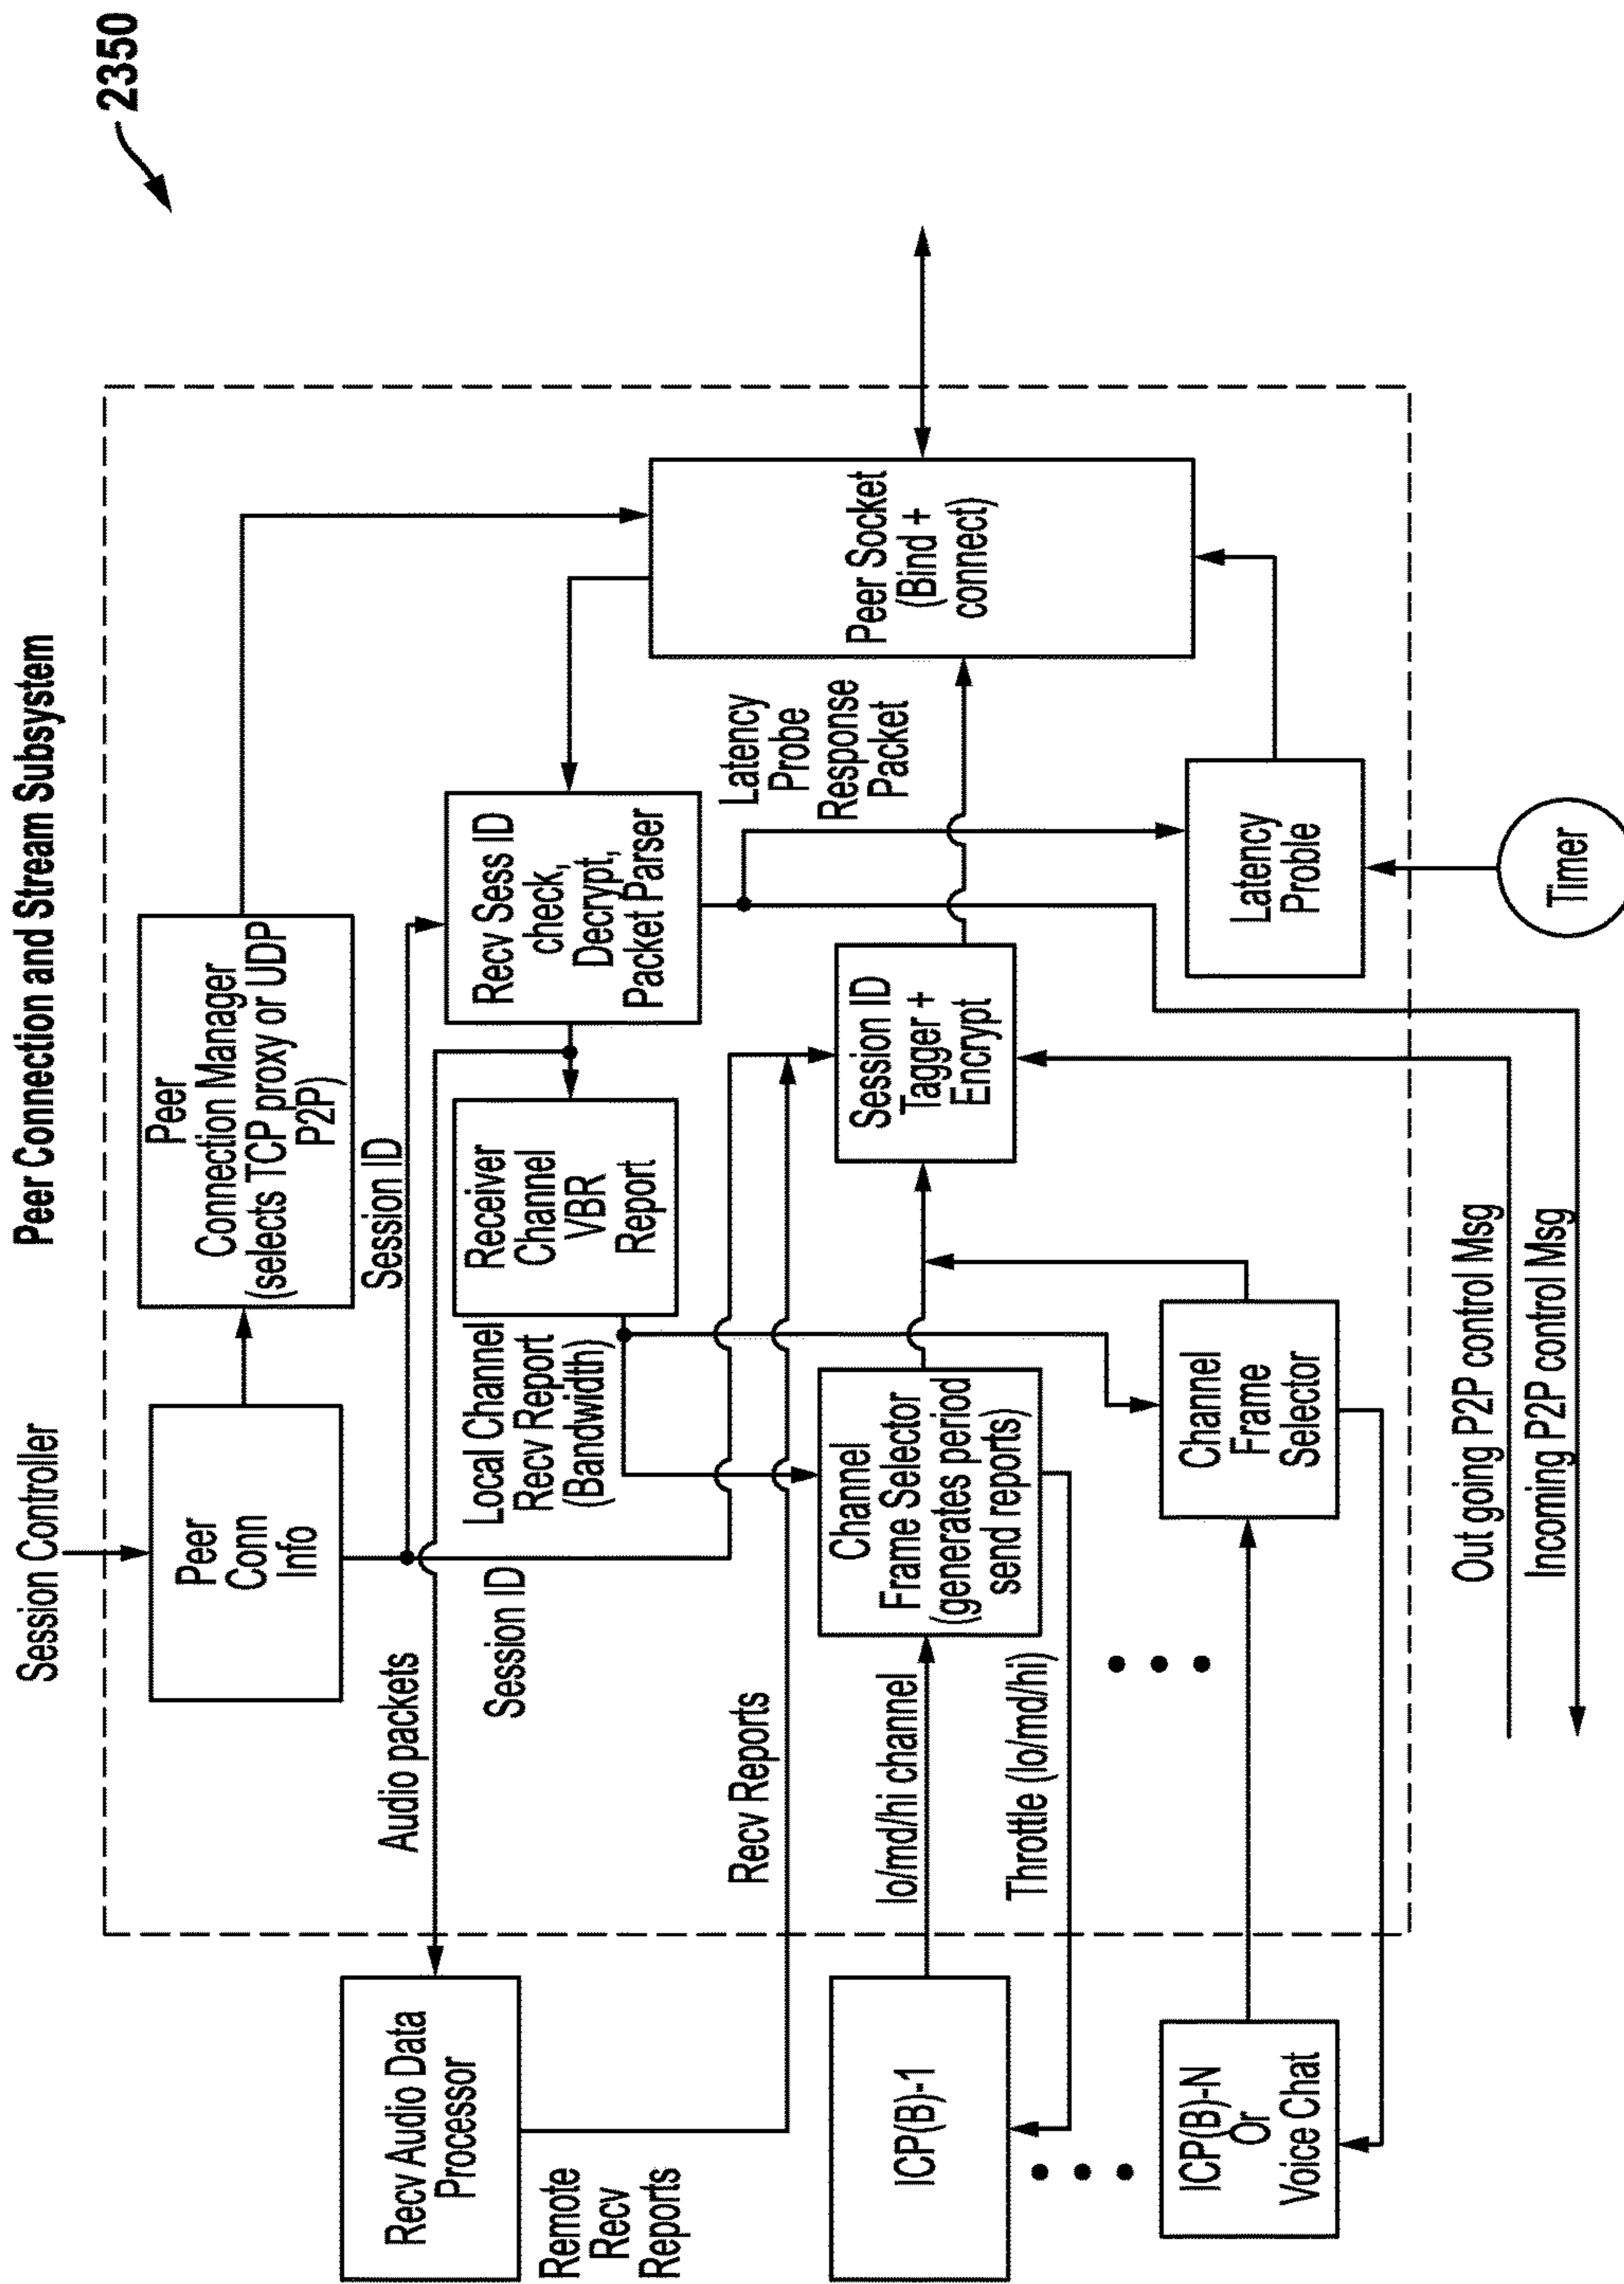 Peer Connection and Stream Subsystem
2350
Session Controller
Peer
Conn
Info
Peer
Connection Manager
(selects TCP proxy or UDP
P2P)
Session ID
Audio packets
Recv Sess ID
check,
Decrypt,
Packet Parser
Receiver
Channel
VBR
Report
Local Channel
Recv Report
(Bandwidth)
Session ID
Recv Audio Data
Processor
Remote
Recv
Reports
Recv Reports
Latency
Probe
Response
Packet
Peer Socket
(Bind +
connect)
Session ID
Tagger +
Encrypt
Channel
Frame Selector
(generates period
send reports)
lo/md/hi channel
Throttle (lo/md/hi)
ICP(B)-1
ICP(B)-N
Or
Voice Chat
Channel
Frame
Selector
Latency
Proble
Timer
Out going P2P control Msg
Incoming P2P control Msg